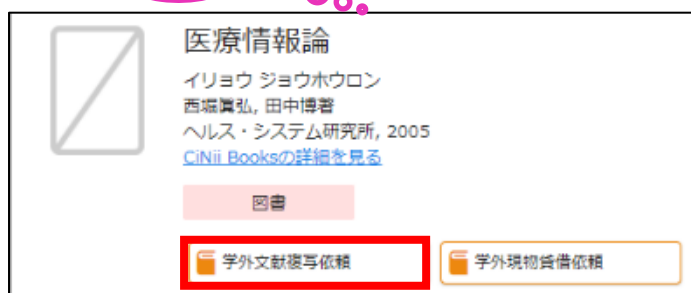 医療情報論
イリョウ ジョウホウロン
西堀眞弘, 田中博著
ヘルス・システム研究所, 2005
CiNii Booksの詳細を見る
図書
学外文献複写依頼
学外現物貸借依頼